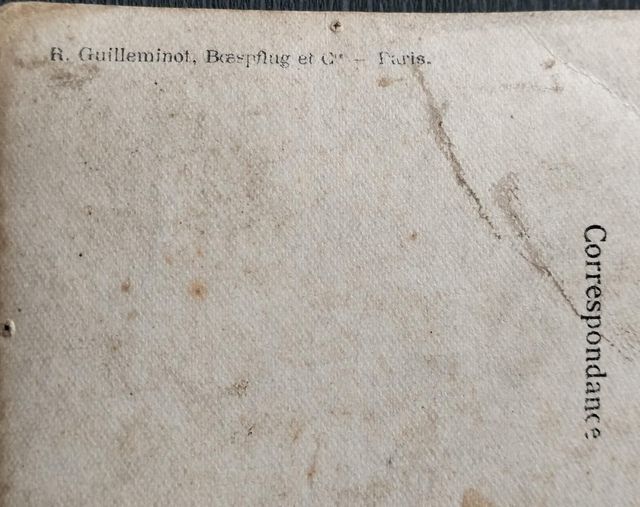 R. Guilleminot, Bœspflug et Cie – Paris.
Correspondance